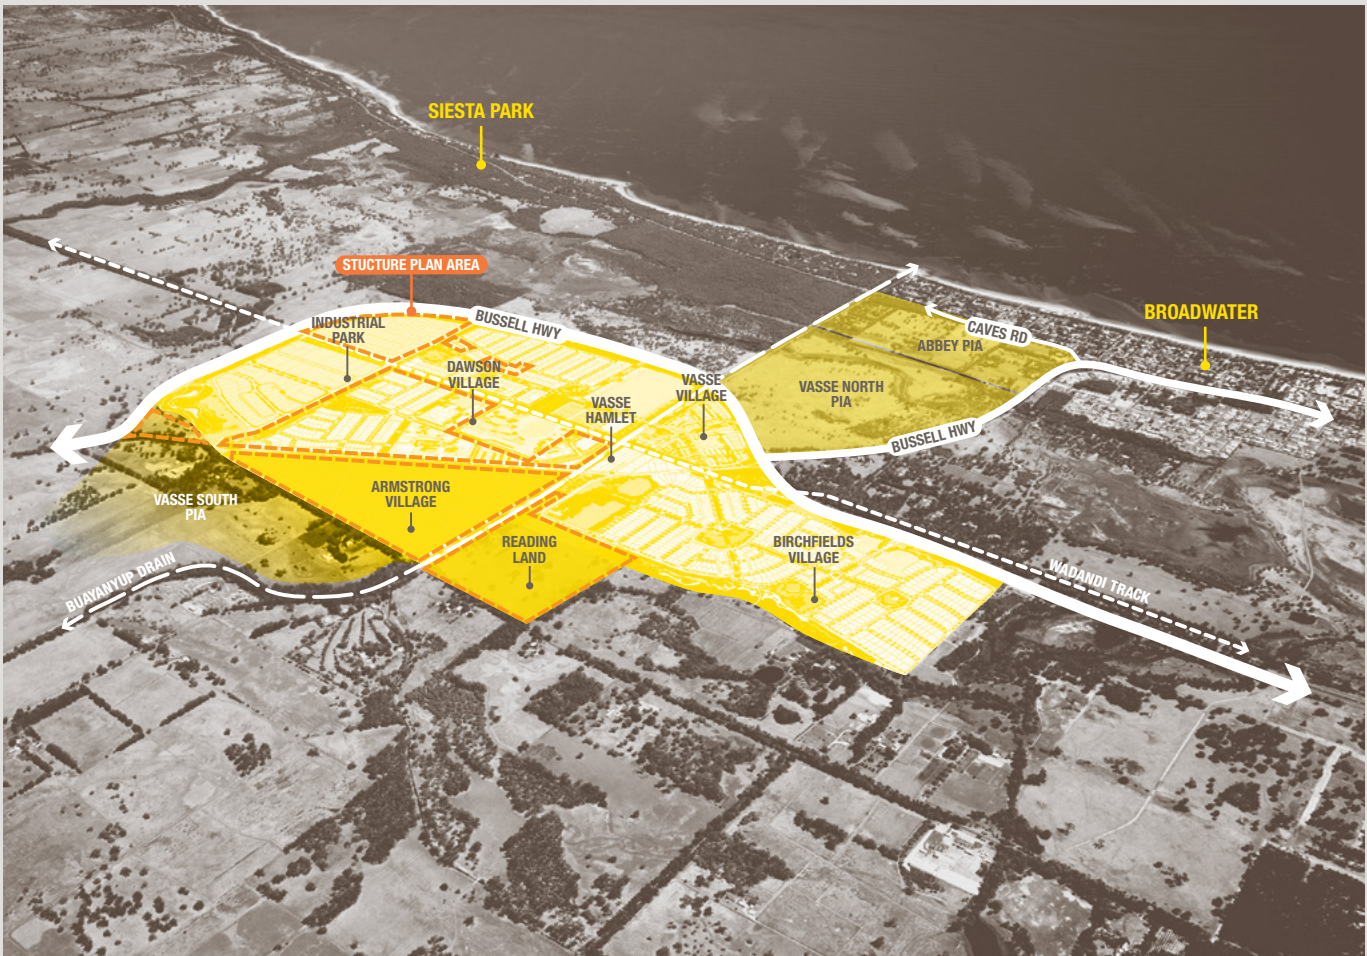 SIESTA PARK
STUCTURE PLAN AREA
BROADWATER
INDUSTRIAL
PARK
BUSSELL HWY
CAVES RD
ABBEY PIA
DAWSON
VILLAGE
VASSE
VILLAGE
VASSE NORTH
PIA
VASSE
HAMLET
BUSSELL HWY
ARMSTRONG
VILLAGE
VASSE SOUTH
PIA
READING
LAND
BIRCHFIELDS
VILLAGE
BUAYANYUP DRAIN
WADANDI TRACK